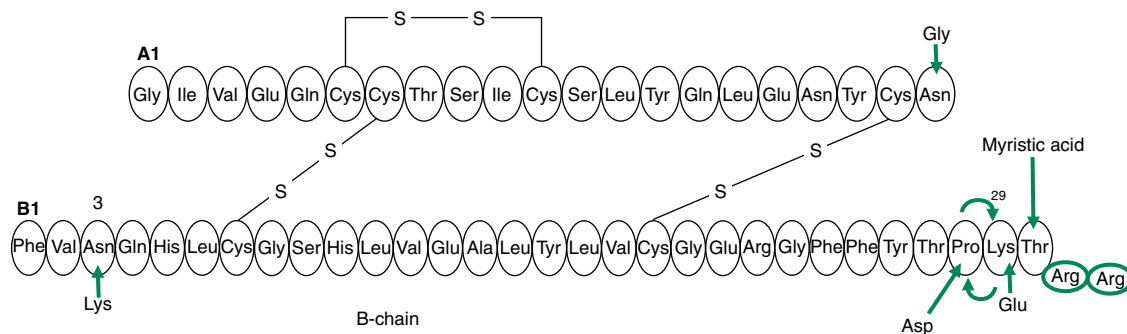 S S
Gly
A1
Gly Ile Val Glu Gln Cys Cys Thr Ser Ile Cys Ser Leu Tyr Gln Leu Glu Asn Tyr Cys Asn
S S
Myristic acid
S S
B1 3 29
Phe Val Asn Gln His Leu Cys Gly Ser His Leu Val Glu Ala Leu Tyr Leu Val Cys Gly Glu Arg Gly Phe Phe Tyr Thr Pro Lys Thr
Arg Arg
Lys Glu
Asp
B-chain